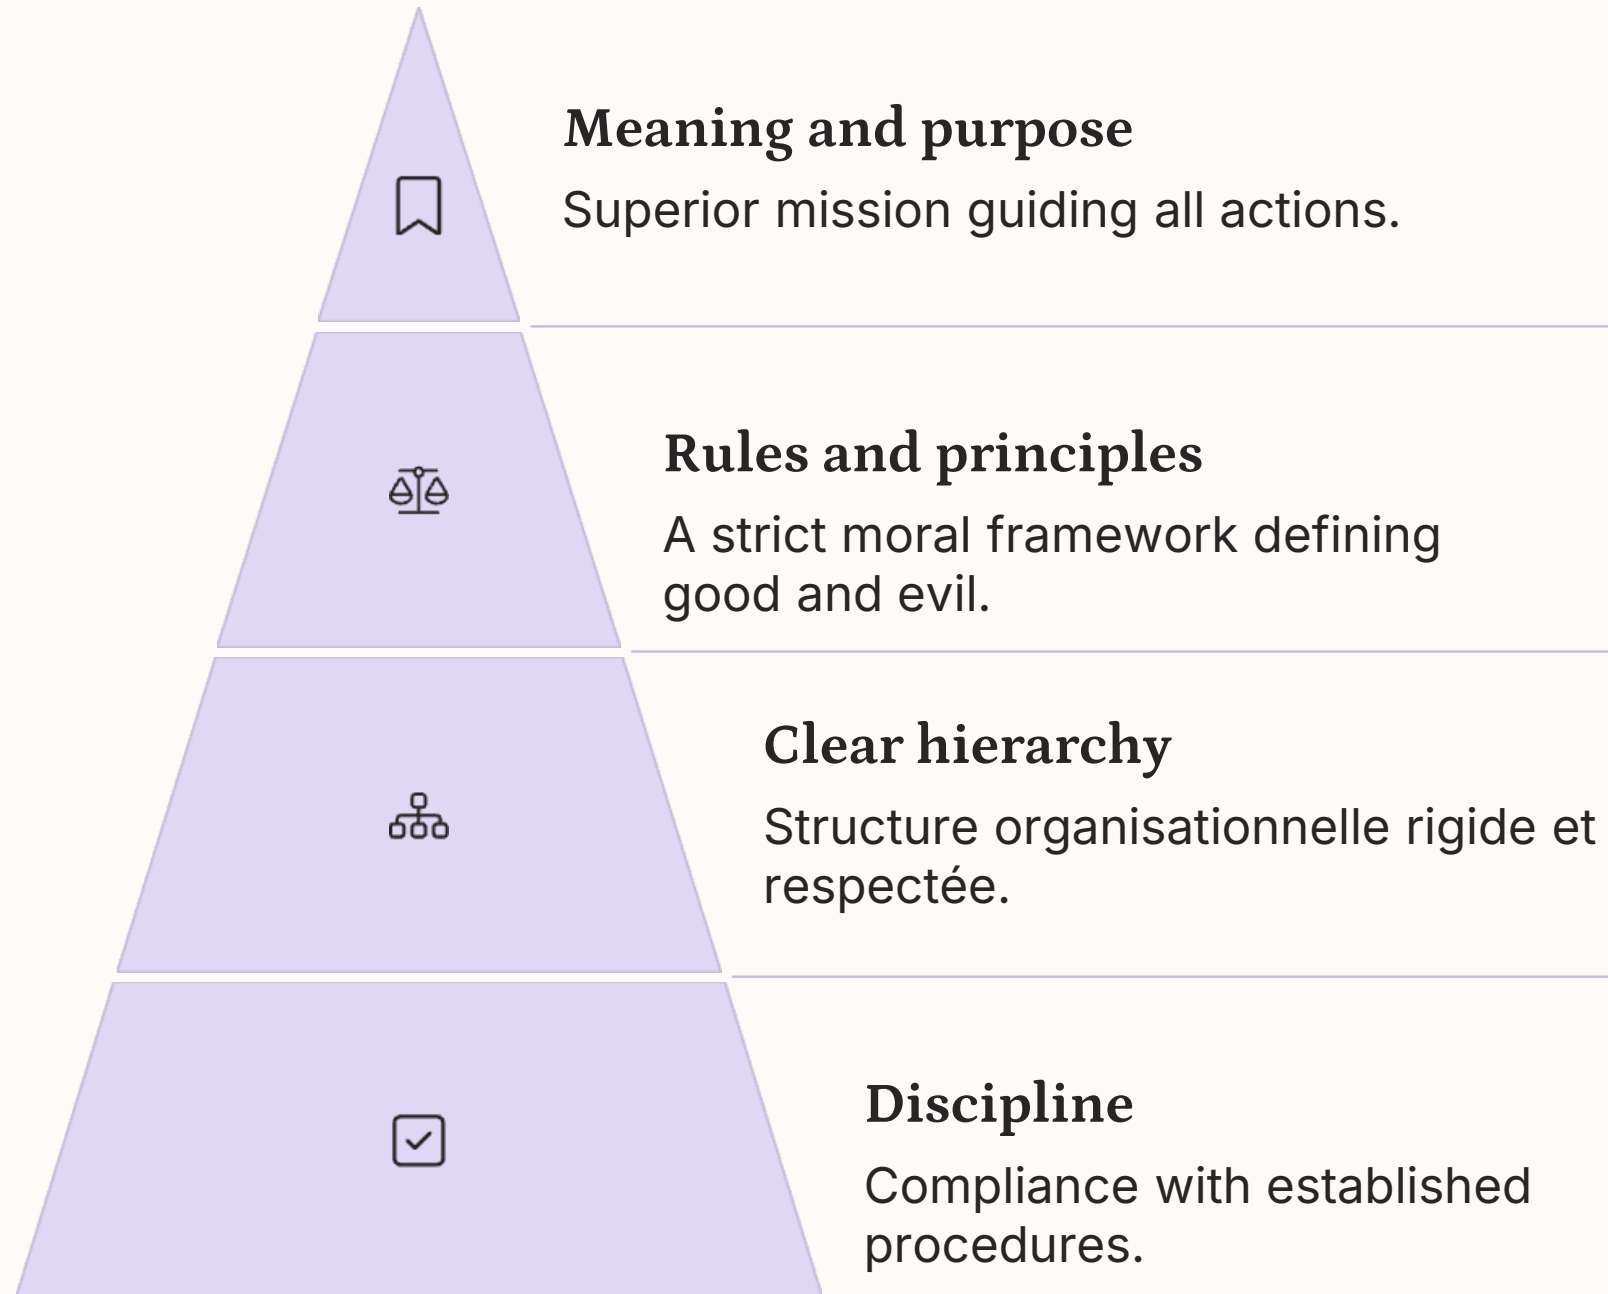 Meaning and purpose
Superior mission guiding all actions.
Rules and principles
A strict moral framework defining
good and evil.
Clear hierarchy
Structure organisationnelle rigide et
respectée.
Discipline
Compliance with established
procedures.